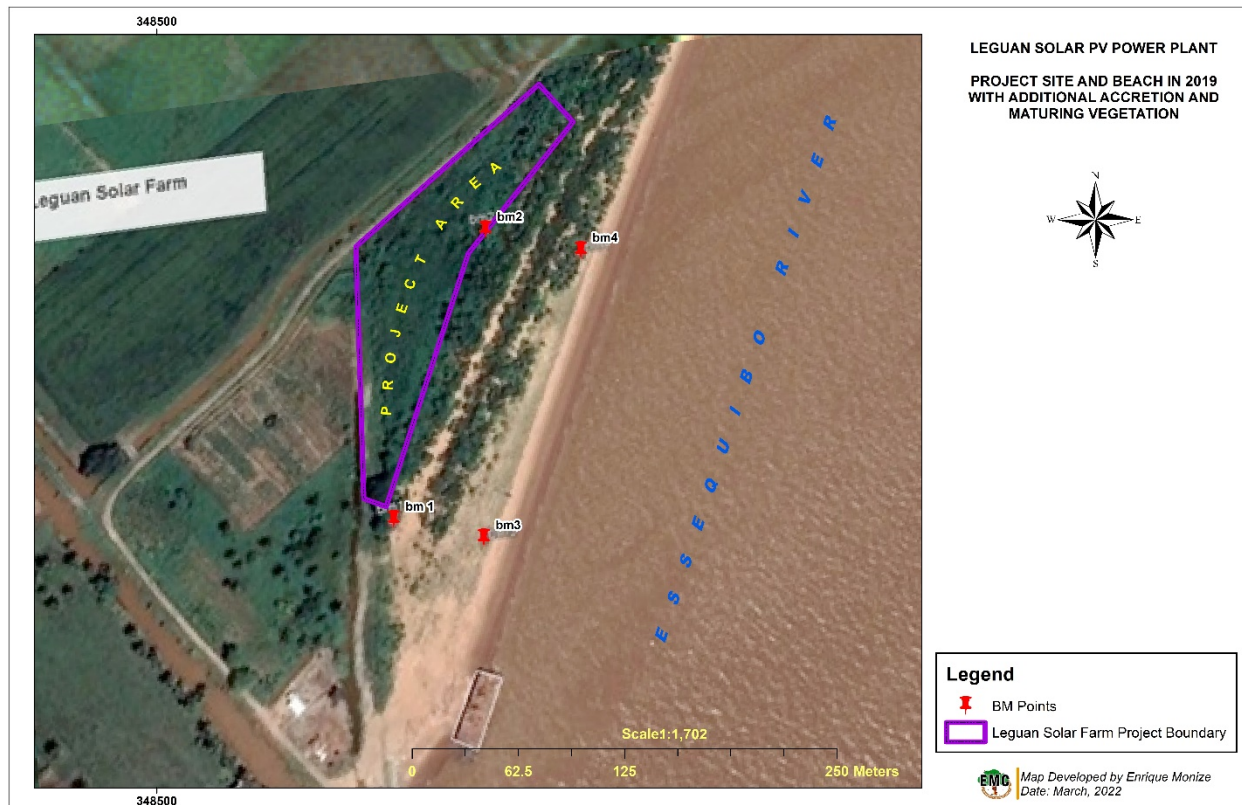 348500
LEGUAN SOLAR PV POWER PLANT
PROJECT SITE AND BEACH IN 2019
WITH ADDITIONAL ACCRETION AND
MATURING VEGETATION
Leguan Solar Farm
PROJECT AREA
bm2
bm4
N
W E
S
ESSEQUIBO RIVER
bm 1
bm3
Scale1:1,702
0 62.5 125 250 Meters
Legend
BM Points
Leguan Solar Farm Project Boundary
EMC
Map Developed by Enrique Monize
Date: March, 2022
348500